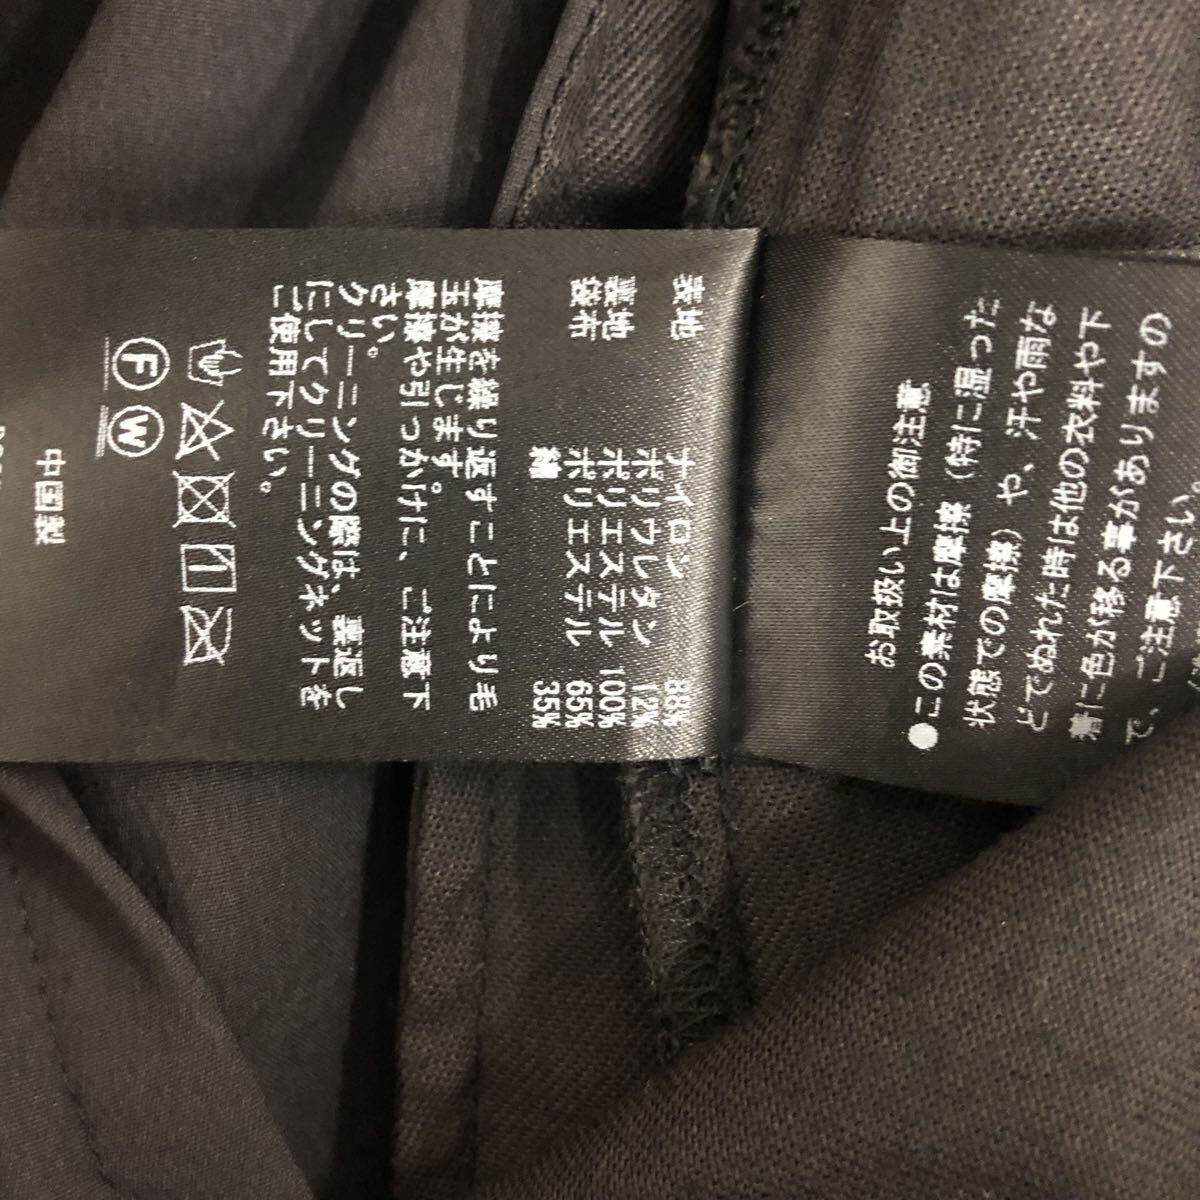 表地 ナイロン 88%
ポリウレタン 12%
裏地 ポリエステル 100%
袋布 ポリエステル 65%
綿 35%
摩擦を繰り返すことにより毛
玉が生じます。
摩擦や引っかけに、ご注意下
さい。
クリーニングの際は、裏返し
にしてクリーニングネットを
ご使用下さい。
F W
中国製
お取扱い上の御注意
●この素材は摩擦(特に湿った
状態での摩擦)や、汗や雨な
どでぬれた時は他の衣料や下
着に色が移る事がありますの
で、ご注意下さい。